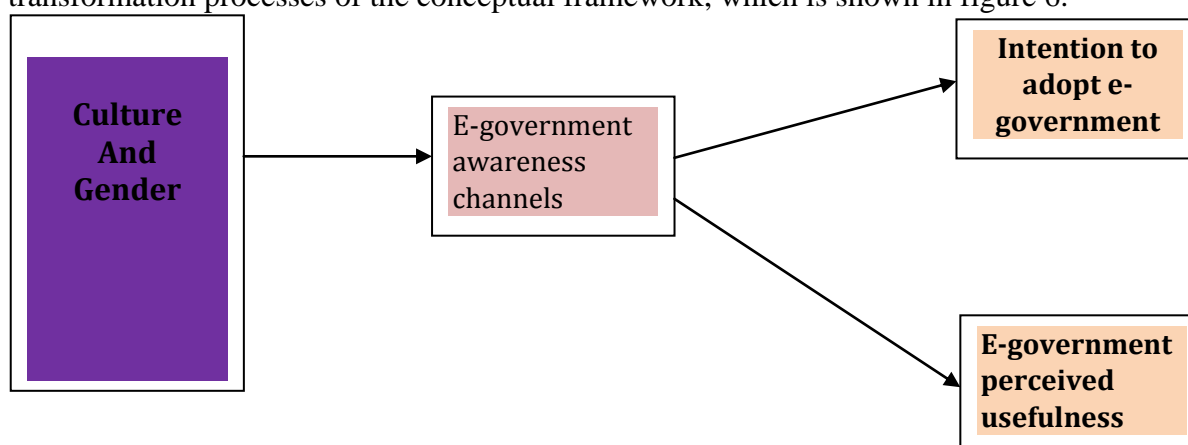 transformation processes of the conceptual framework, which is shown in figure 6.
Culture
And
Gender
E-government
awareness
channels
Intention to
adopt e-
government
E-government
perceived
usefulness